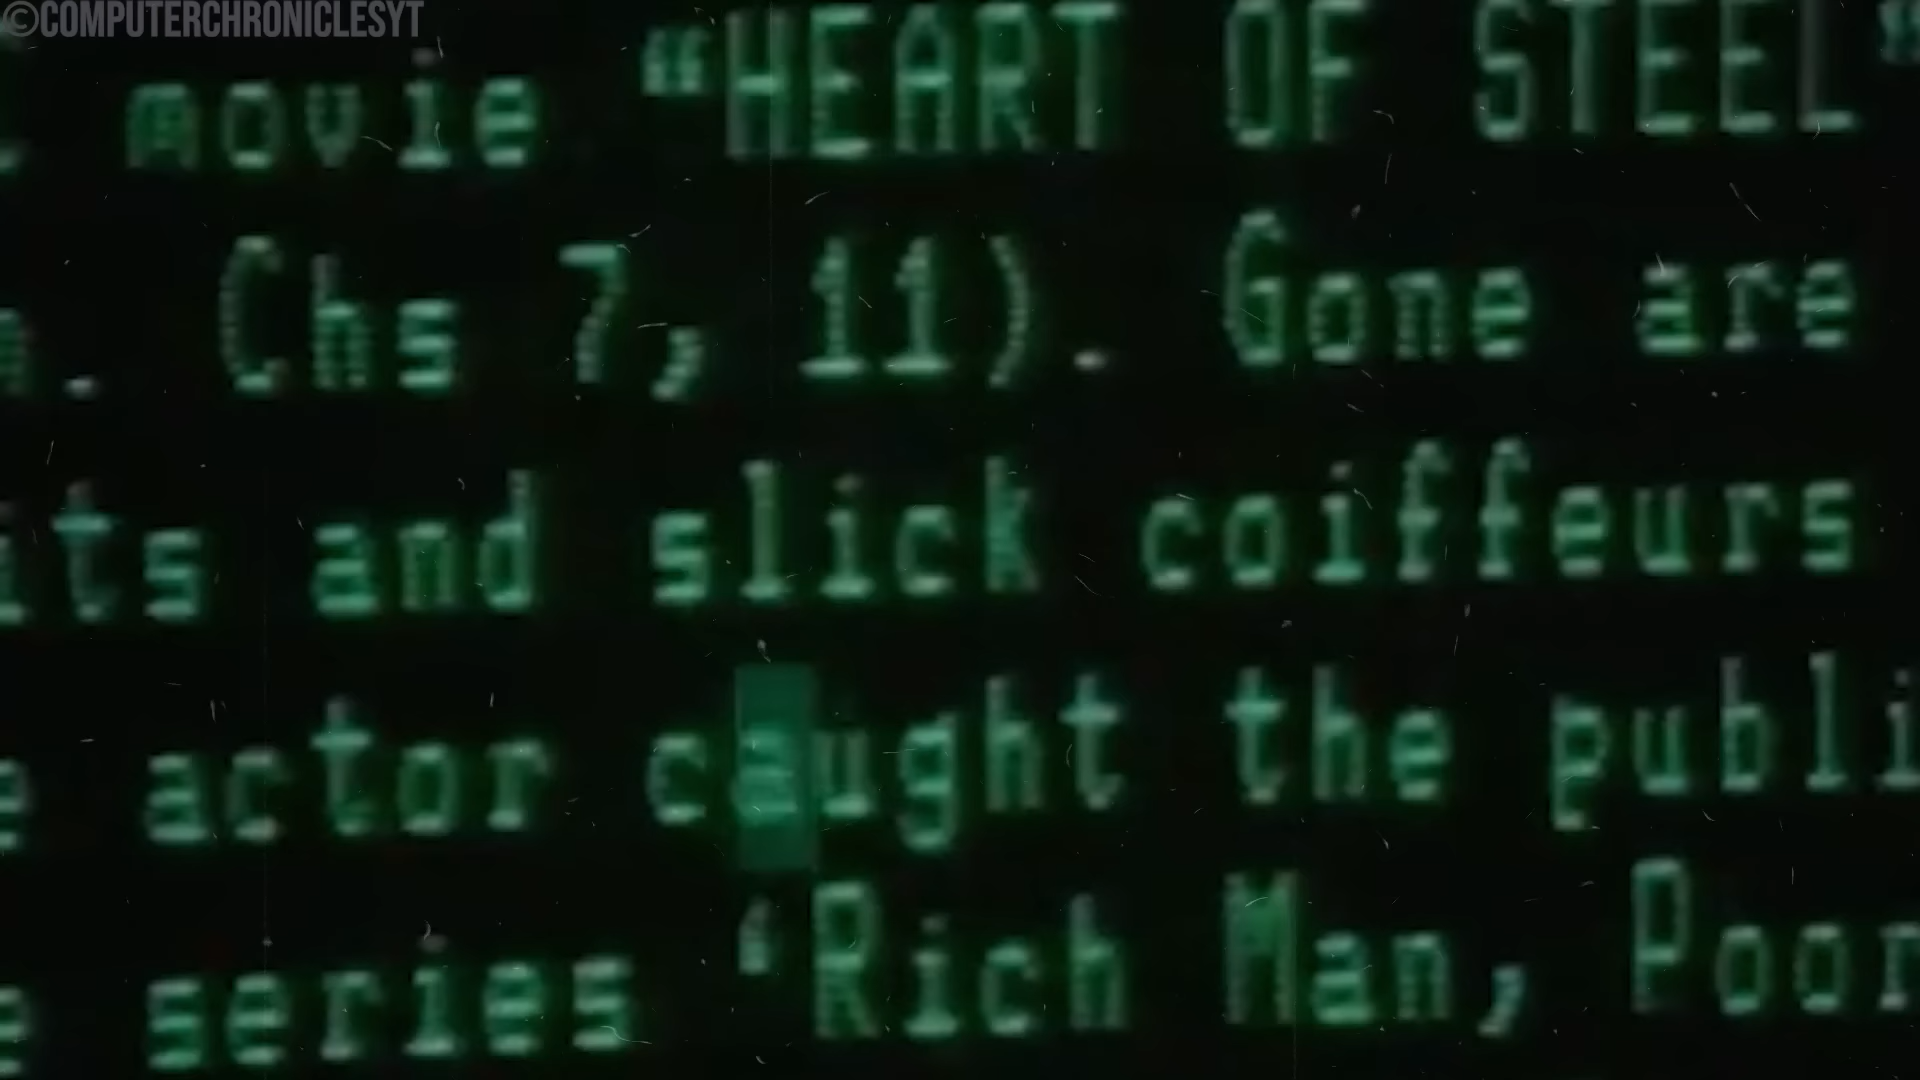 ©COMPUTERCHRONICLESYT
movie “HEART OF STEEL”
. Chs 7, 11). Gone are
its and slick coiffeurs
e actor caught the publi
e series ‘Rich Man, Poor